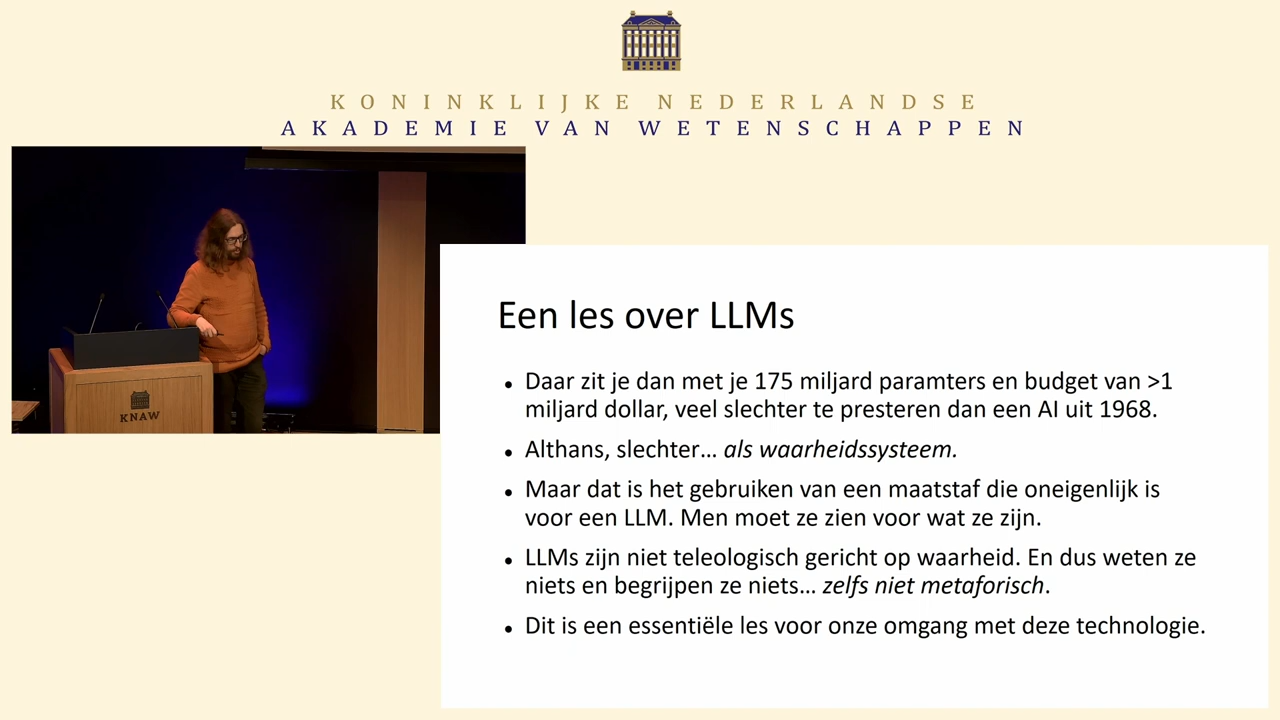 KONINKLIJKE NEDERLANDSE
AKADEMIE VAN WETENSCHAPPEN
KNAW
Een les over LLMs
• Daar zit je dan met je 175 miljard paramters en budget van >1
miljard dollar, veel slechter te presteren dan een AI uit 1968.
• Althans, slechter… als waarheidssysteem.
• Maar dat is het gebruiken van een maatstaf die oneigenlijk is
voor een LLM. Men moet ze zien voor wat ze zijn.
• LLMs zijn niet teleologisch gericht op waarheid. En dus weten ze
niets en begrijpen ze niets… zelfs niet metaforisch.
• Dit is een essentiële les voor onze omgang met deze technologie.